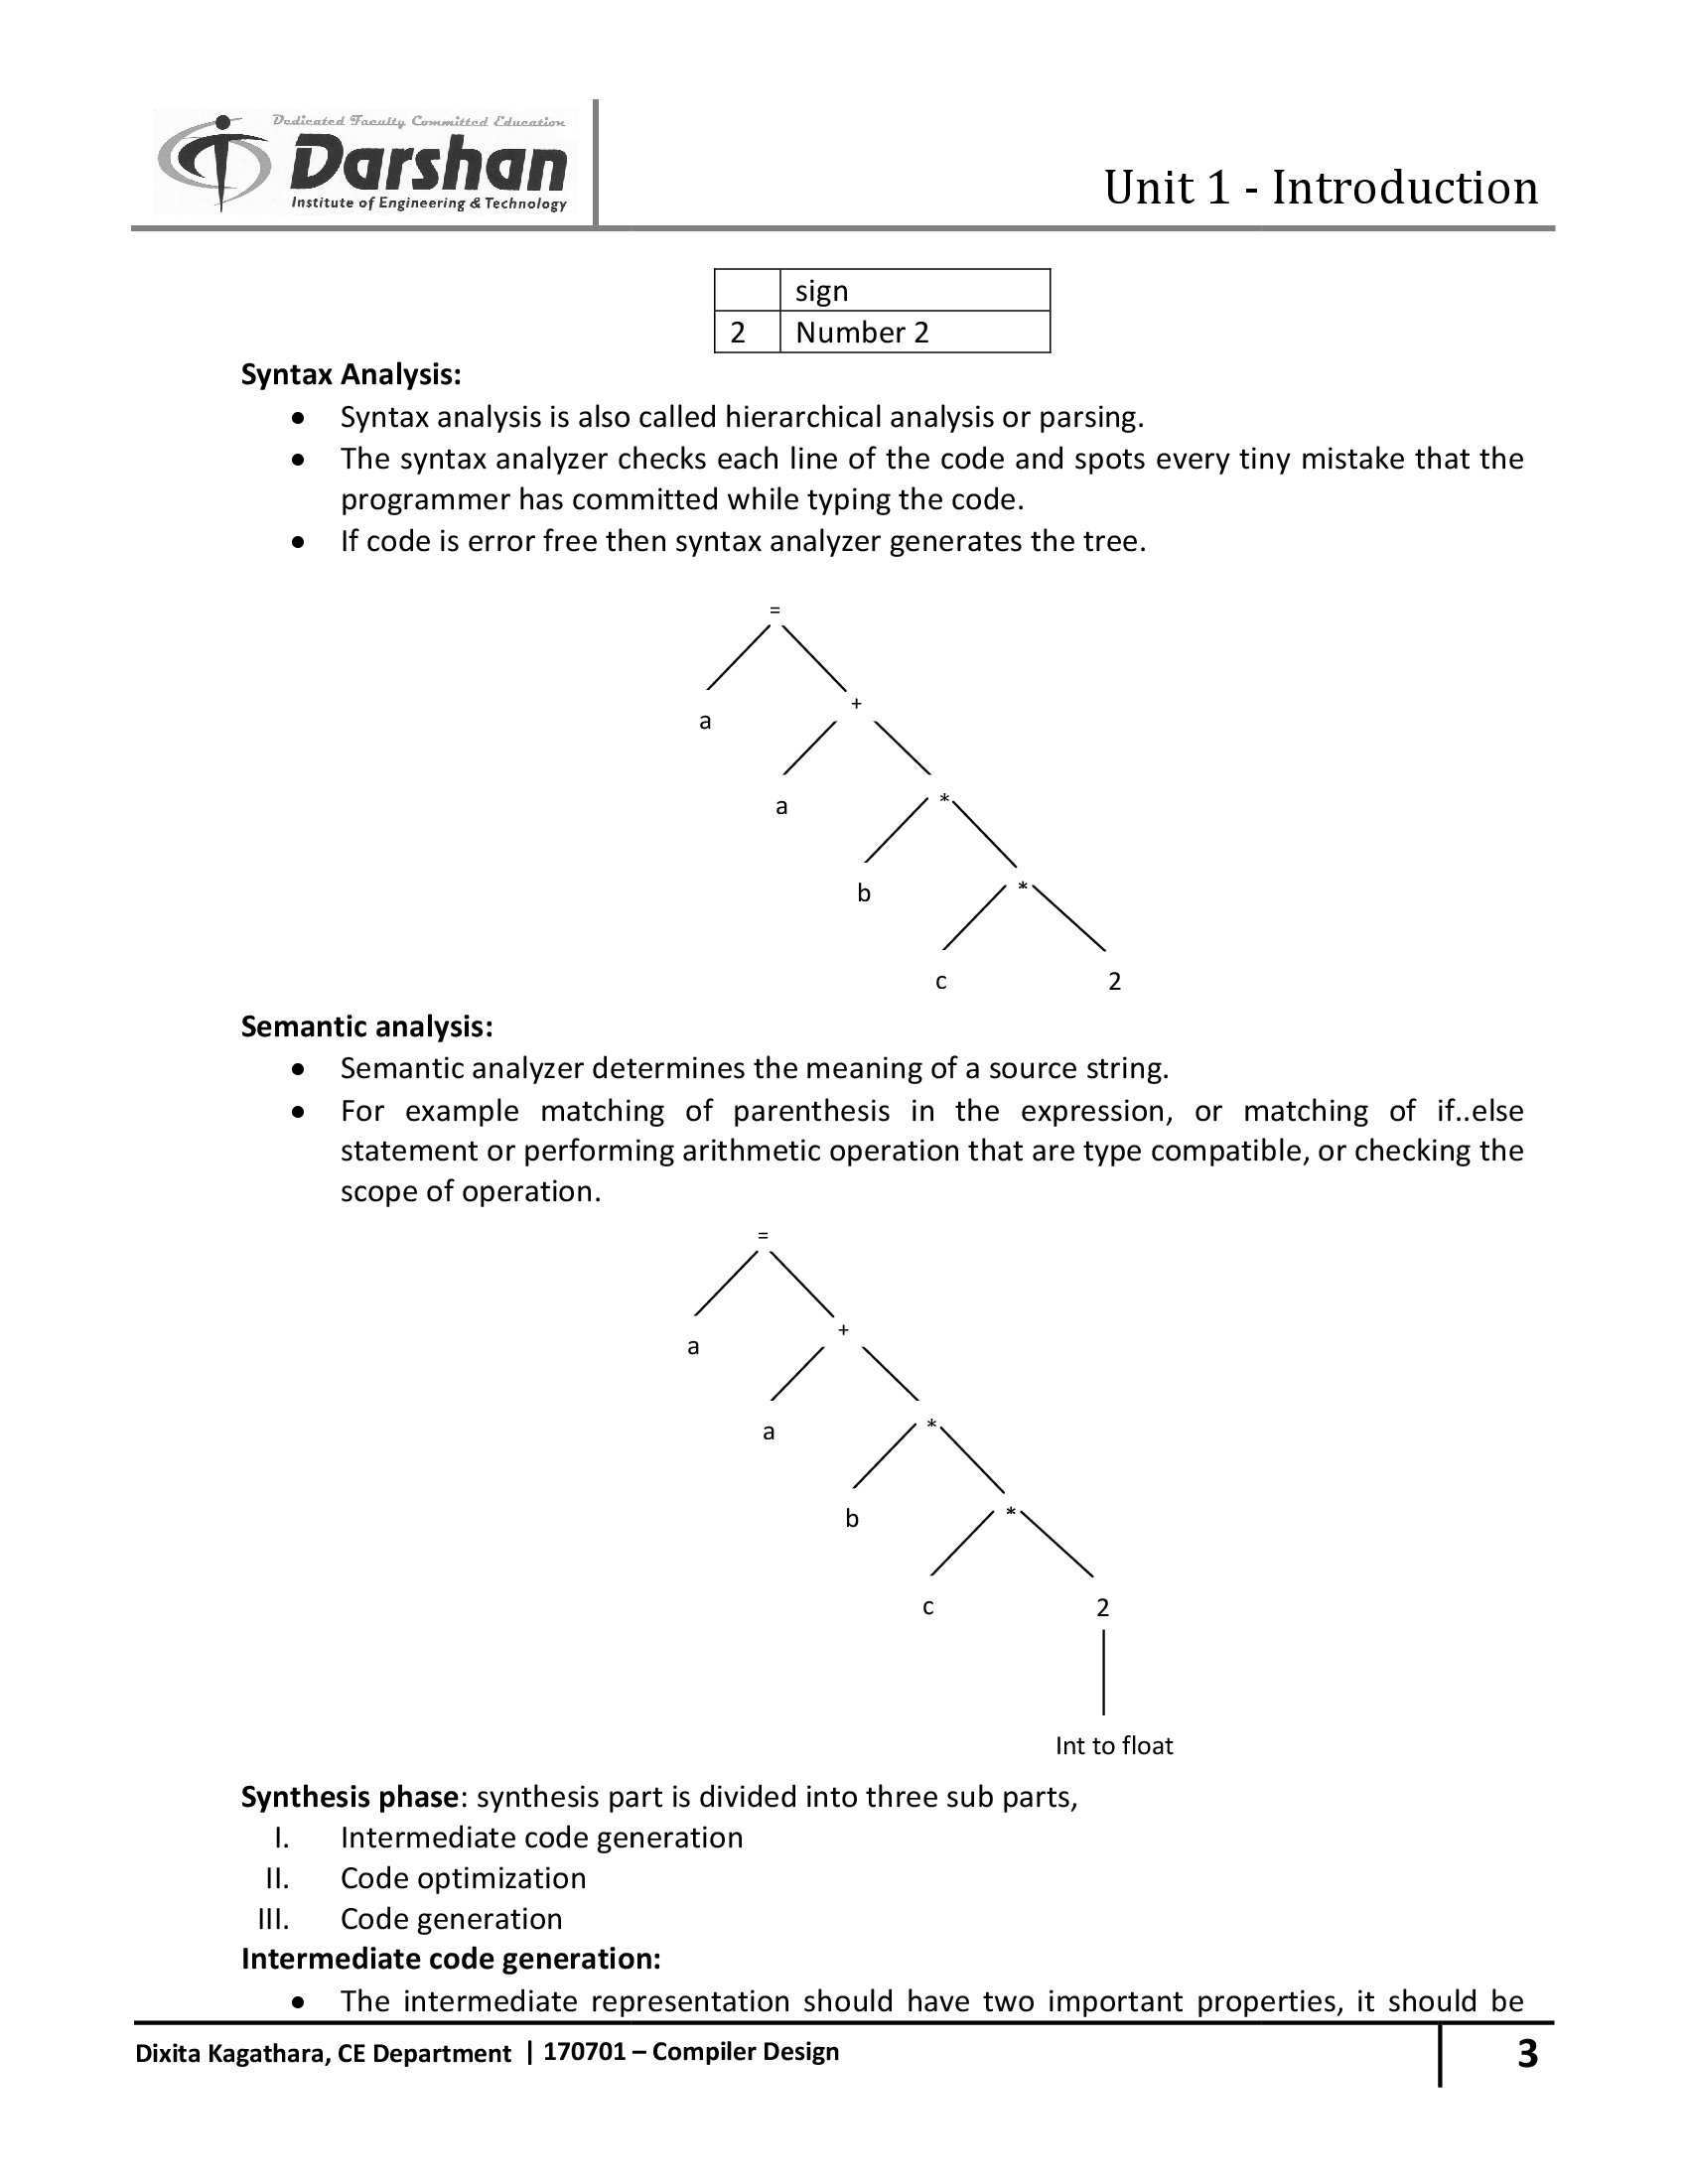 Dedicated Faculty Committed Education
Darshan
Institute of Engineering & Technology
Unit 1 - Introduction
sign
2 Number 2
Syntax Analysis:
• Syntax analysis is also called hierarchical analysis or parsing.
• The syntax analyzer checks each line of the code and spots every tiny mistake that the
programmer has committed while typing the code.
• If code is error free then syntax analyzer generates the tree.
=
+
a
*
a
*
b
c 2
Semantic analysis:
• Semantic analyzer determines the meaning of a source string.
• For example matching of parenthesis in the expression, or matching of if..else
statement or performing arithmetic operation that are type compatible, or checking the
scope of operation.
=
+
a
*
a
*
b
c 2
Int to float
Synthesis phase: synthesis part is divided into three sub parts,
I. Intermediate code generation
II. Code optimization
III. Code generation
Intermediate code generation:
• The intermediate representation should have two important properties, it should be
Dixita Kagathara, CE Department | 170701 – Compiler Design 3